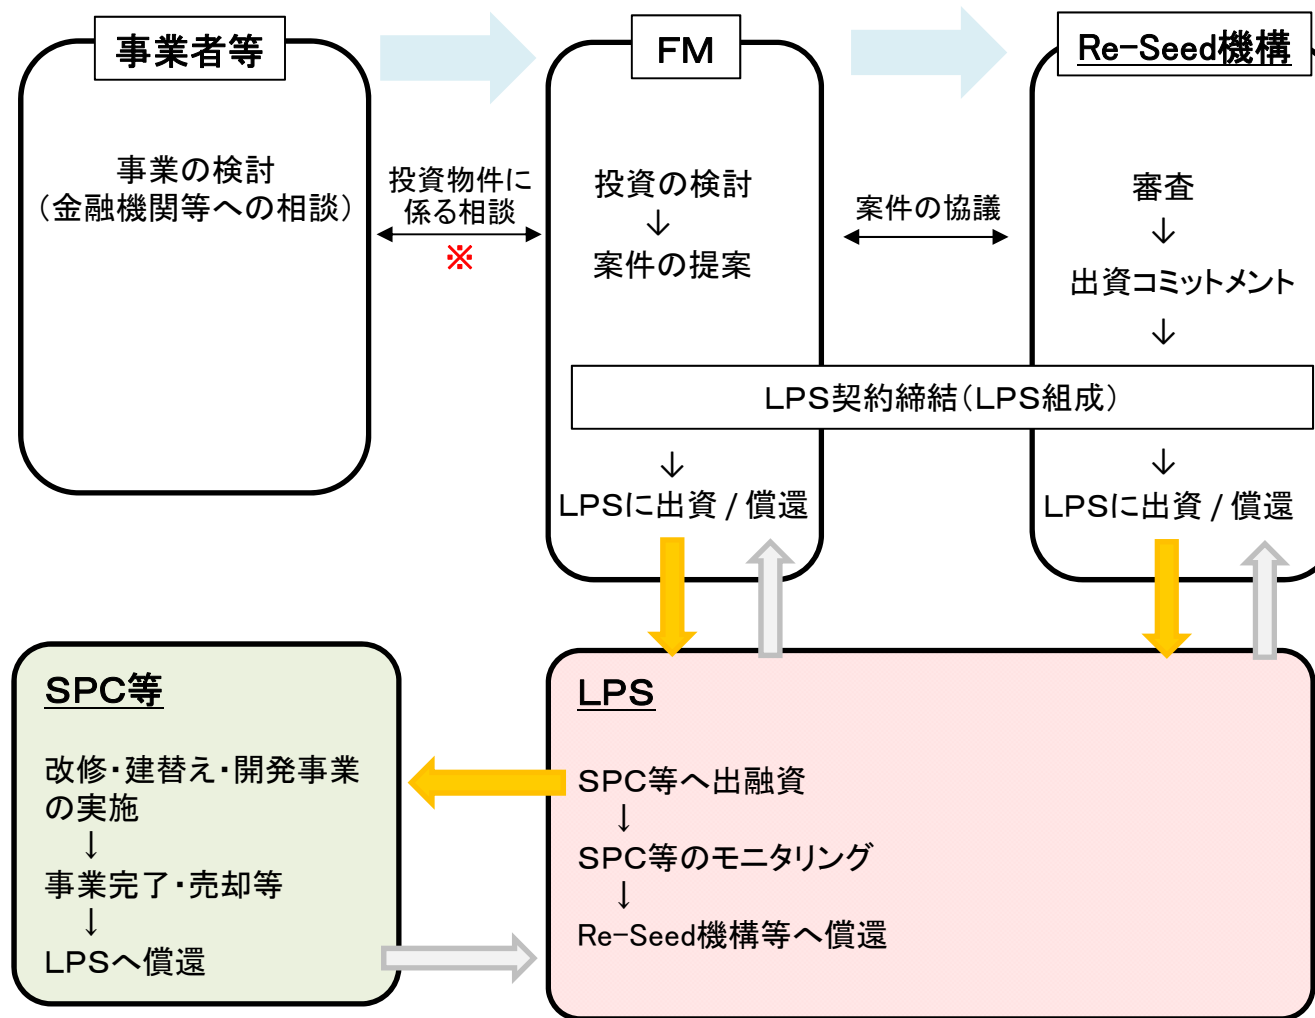 事業者等
事業の検討
(金融機関等への相談)
投資物件に
係る相談
※
FM
投資の検討
↓
案件の提案
案件の協議
Re-Seed機構
審査
↓
出資コミットメント
↓
LPS契約締結(LPS組成)
↓
LPSに出資 / 償還
↓
LPSに出資 / 償還
SPC等
改修・建替え・開発事業
の実施
↓
事業完了・売却等
↓
LPSへ償還
LPS
SPC等へ出融資
↓
SPC等のモニタリング
↓
Re-Seed機構等へ償還